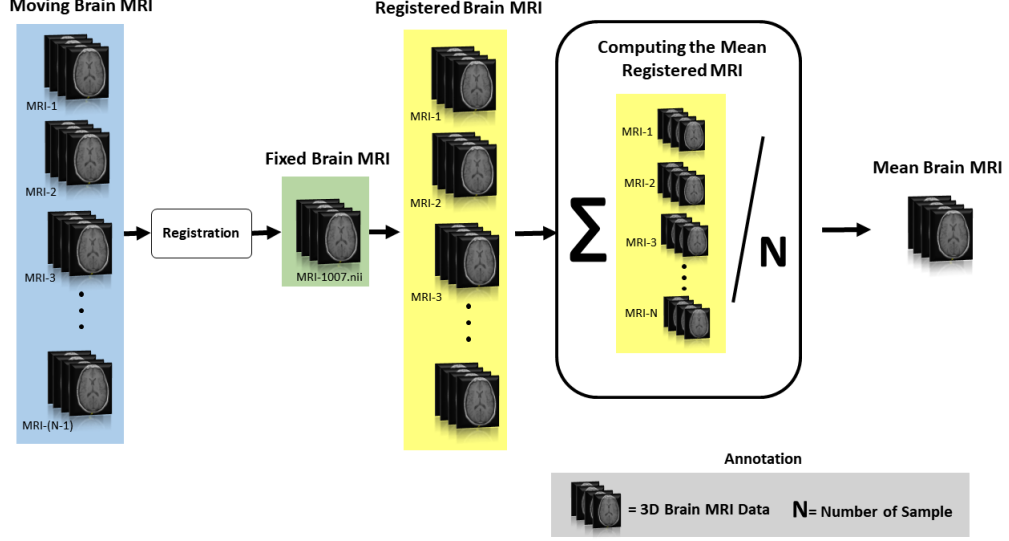 Moving Brain MRI
MRI-1
MRI-2
MRI-3
MRI-(N-1)
Registration
Fixed Brain MRI
MRI-1007.nii
Registered Brain MRI
MRI-1
MRI-2
MRI-3
Computing the Mean
Registered MRI
Σ
MRI-1
MRI-2
MRI-3
MRI-N
/
N
Mean Brain MRI
Annotation
= 3D Brain MRI Data
N= Number of Sample